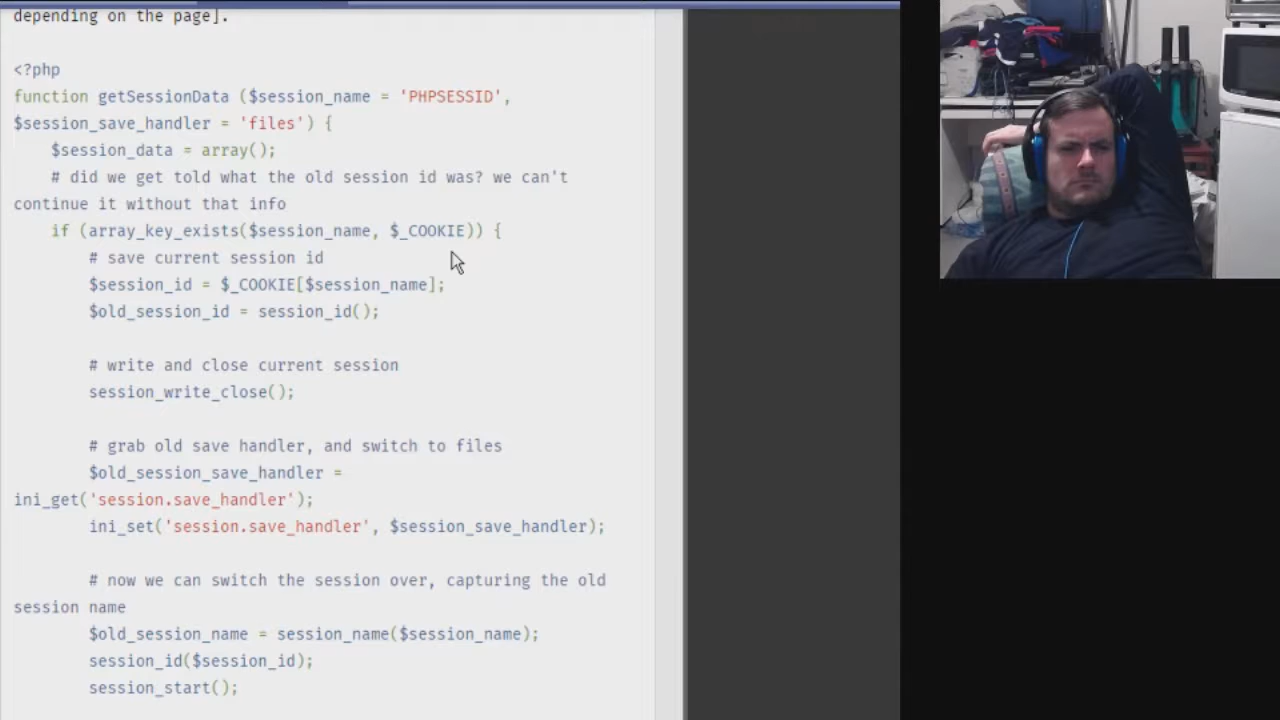 depending on the page].
<?php
function getSessionData ($session_name = 'PHPSESSID',
$session_save_handler = 'files') {
$session_data = array();
# did we get told what the old session id was? we can't
continue it without that info
if (array_key_exists($session_name, $_COOKIE)) {
# save current session id
$session_id = $_COOKIE[$session_name];
$old_session_id = session_id();
# write and close current session
session_write_close();
# grab old save handler, and switch to files
$old_session_save_handler =
ini_get('session.save_handler');
ini_set('session.save_handler', $session_save_handler);
# now we can switch the session over, capturing the old
session name
$old_session_name = session_name($session_name);
session_id($session_id);
session_start();